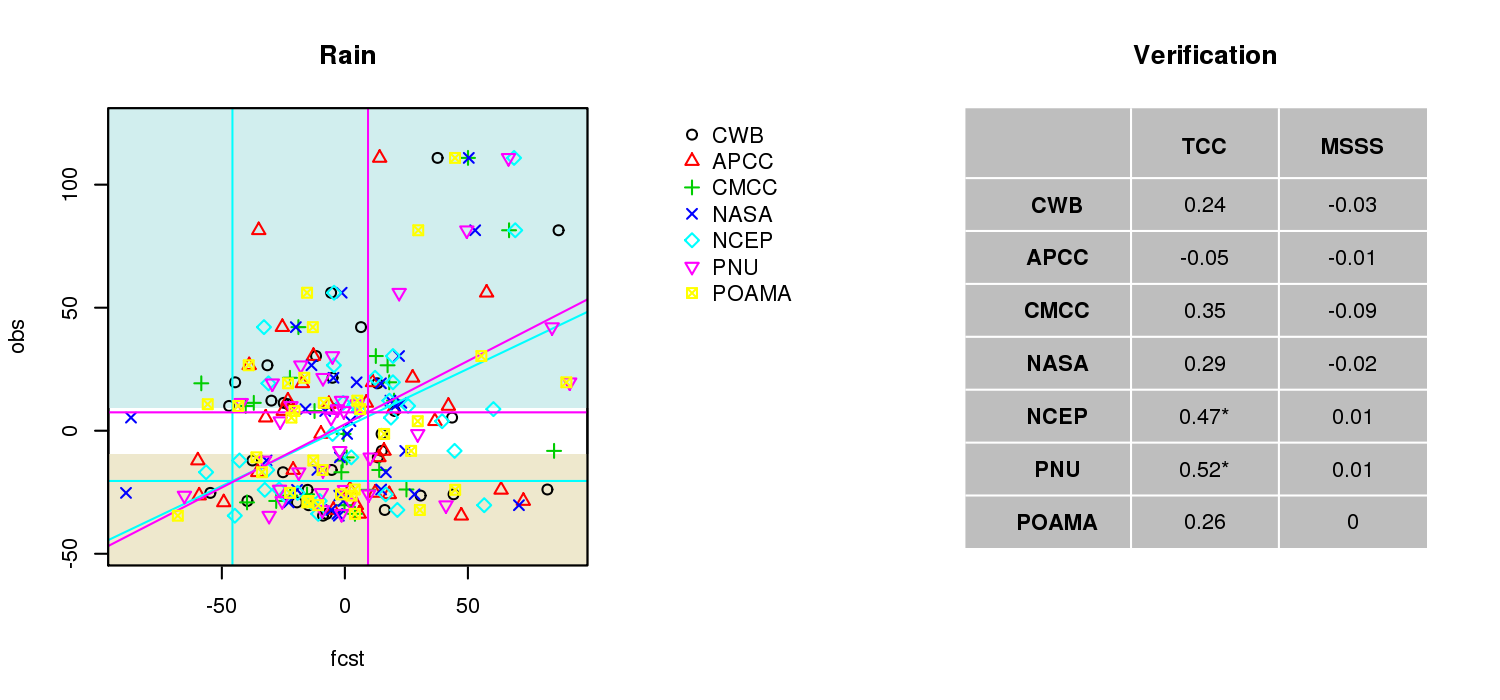 Rain
Verification
obs
100
50
0
-50
-50 0 50
fcst
CWB
APCC
CMCC
NASA
NCEP
PNU
POAMA
TCC MSSS
CWB 0.24 -0.03
APCC -0.05 -0.01
CMCC 0.35 -0.09
NASA 0.29 -0.02
NCEP 0.47* 0.01
PNU 0.52* 0.01
POAMA 0.26 0